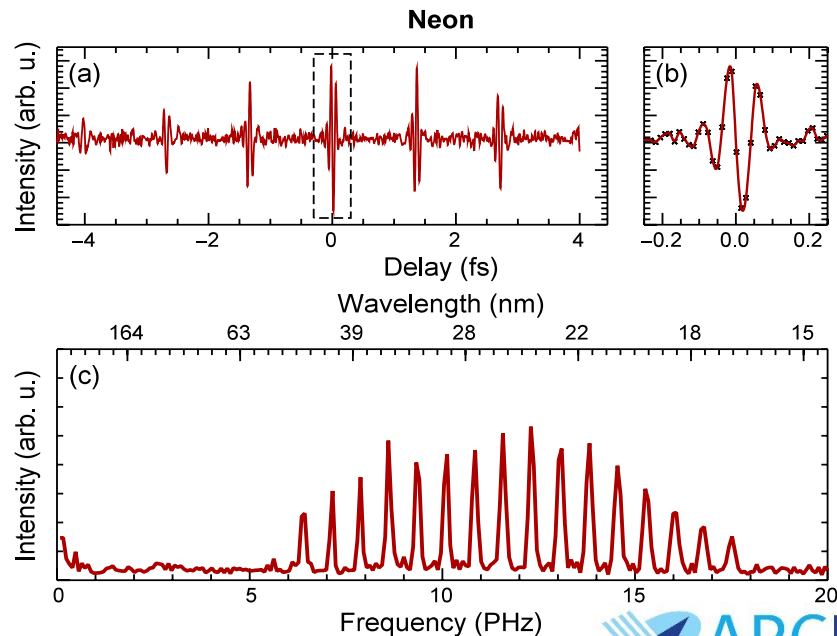 Neon
(a)
(b)
Intensity (arb. u.)
−4 −2 0 2 4
−0.2 0.0 0.2
Delay (fs)
Wavelength (nm)
164 63 39 28 22 18 15
(c)
Intensity (arb. u.)
0 5 10 15 20
Frequency (PHz)